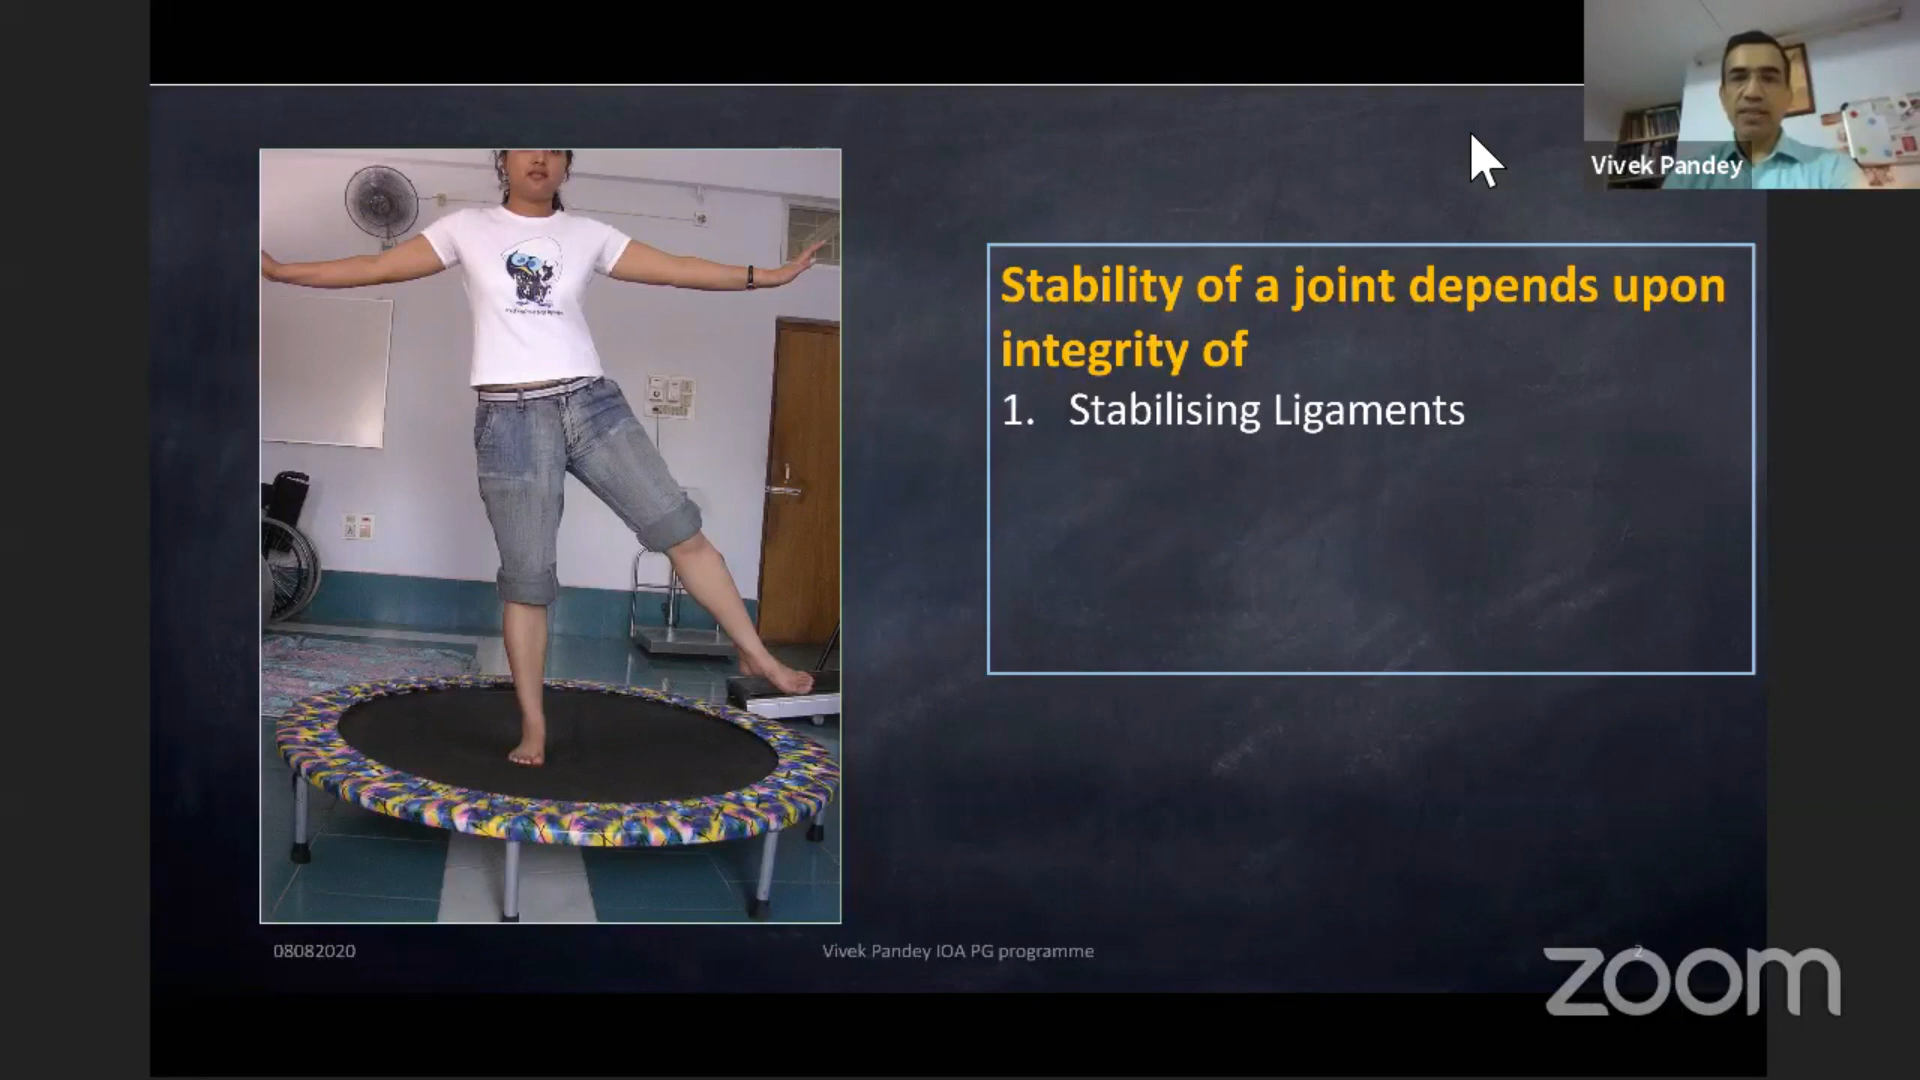 Vivek Pandey
Stability of a joint depends upon
integrity of
1. Stabilising Ligaments
08082020
Vivek Pandey IOA PG programme
2
zoom